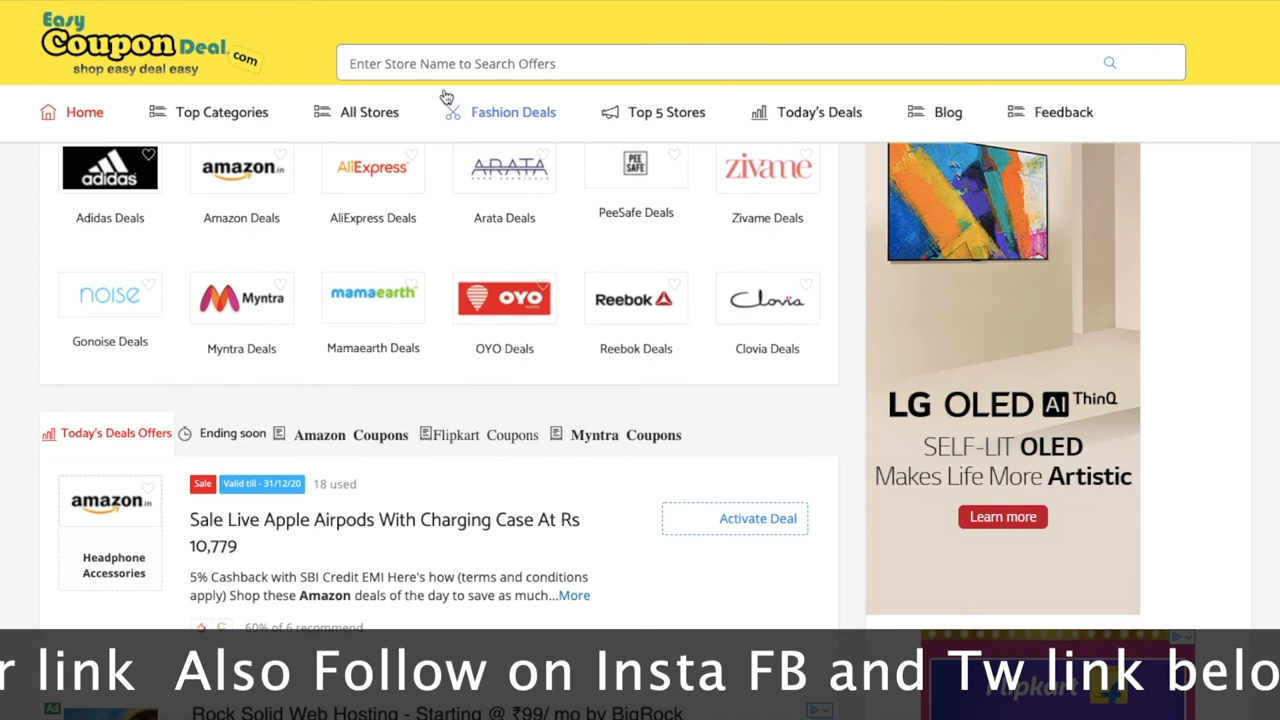 Easy
Coupon Deal.com
shop easy deal easy
Enter Store Name to Search Offers
Home Top Categories All Stores Fashion Deals Top 5 Stores Today's Deals Blog Feedback
adidas amazon.in AliExpress ARATA PEE SAFE zivame
Adidas Deals Amazon Deals AliExpress Deals Arata Deals PeeSafe Deals Zivame Deals
noise Myntra mamaearth OYO Reebok Clovia
Gonoise Deals Myntra Deals Mamaearth Deals OYO Deals Reebok Deals Clovia Deals
LG OLED AI ThinQ
SELF-LIT OLED
Makes Life More Artistic
Learn more
Today's Deals Offers Ending soon Amazon Coupons Flipkart Coupons Myntra Coupons
Sale Valid till - 31/12/20 18 used
amazon.in
Headphone
Accessories
Sale Live Apple Airpods With Charging Case At Rs
10,779
Activate Deal
5% Cashback with SBI Credit EMI Here's how (terms and conditions
apply) Shop these Amazon deals of the day to save as much...More
60% of 6 recommend
r link Also Follow on Insta FB and Tw link belo
Flipkart
Ad
Rock Solid Web Hosting - Starting @ ₹99/ mo by BigRock